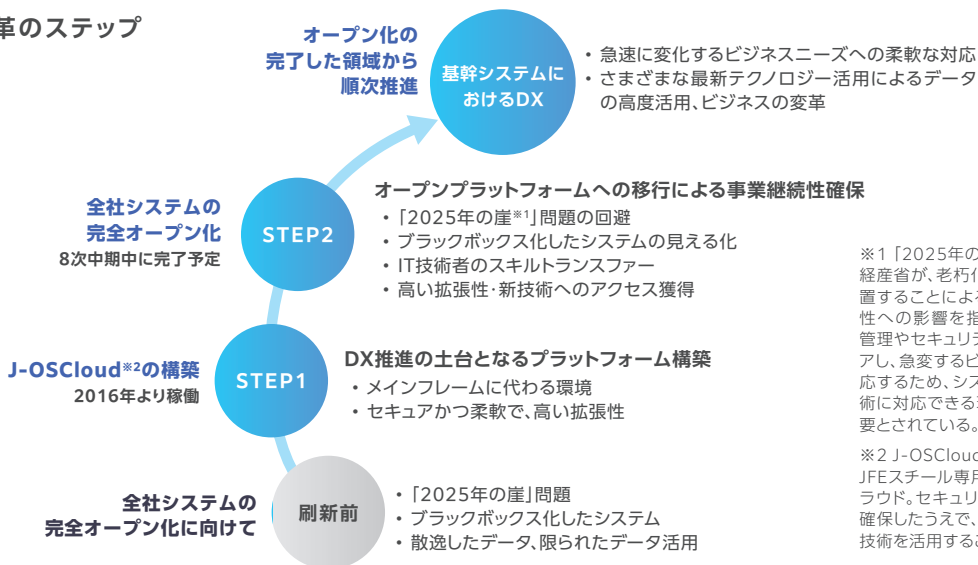 革のステップ
オープン化の
完了した領域から
順次推進
基幹システムに
おけるDX
・急速に変化するビジネスニーズへの柔軟な対応
・さまざまな最新テクノロジー活用によるデータ
の高度活用、ビジネスの変革
全社システムの
完全オープン化
8次中期中に完了予定
STEP2
オープンプラットフォームへの移行による事業継続性確保
・「2025年の崖※1」問題の回避
・ブラックボックス化したシステムの見える化
・IT技術者のスキルトランスファー
・高い拡張性・新技術へのアクセス獲得
J-OSCloud※2の構築
2016年より稼働
STEP1
DX推進の土台となるプラットフォーム構築
・メインフレームに代わる環境
・セキュアかつ柔軟で、高い拡張性
全社システムの
完全オープン化に向けて
刷新前
・「2025年の崖」問題
・ブラックボックス化したシステム
・散逸したデータ、限られたデータ活用
※1「2025年の
経産省が、老朽化
置することによる
性への影響を指
管理やセキュリテ
アし、急変するビ
応するため、シス
術に対応できる
要とされている。
※2 J-OSCloud
JFEスチール専用
ラウド。セキュリ
確保したうえで、
技術を活用するこ